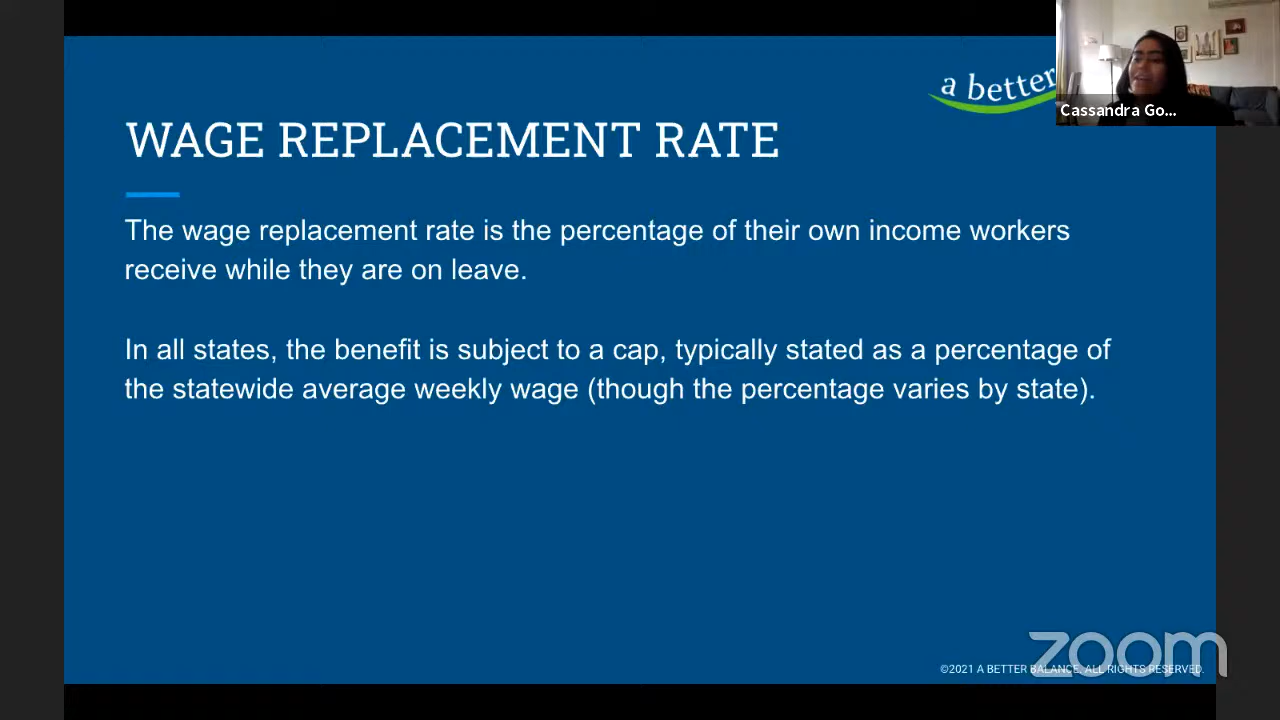 a better
Cassandra Go...
WAGE REPLACEMENT RATE
The wage replacement rate is the percentage of their own income workers
receive while they are on leave.
In all states, the benefit is subject to a cap, typically stated as a percentage of
the statewide average weekly wage (though the percentage varies by state).
zoom
©2021 A BETTER BALANCE. ALL RIGHTS RESERVED.